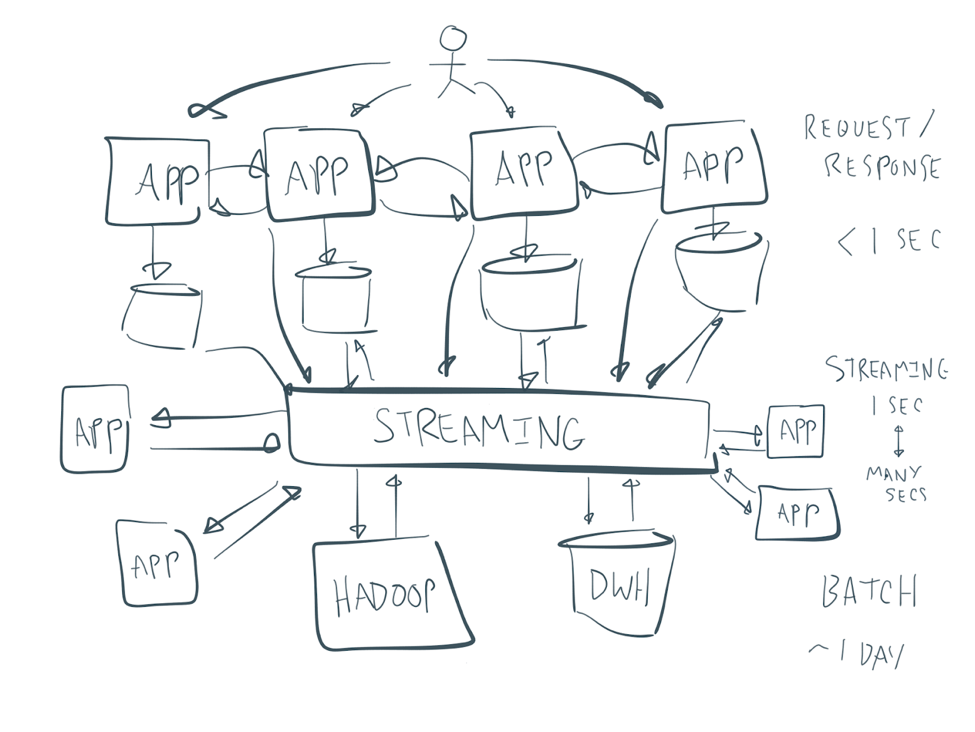 APP
APP
APP
APP
REQUEST/
RESPONSE
< 1 SEC
STREAMING
1 SEC
MANY
SECS
STREAMING
APP
APP
APP
APP
HADOOP
DWH
BATCH
~ 1 DAY